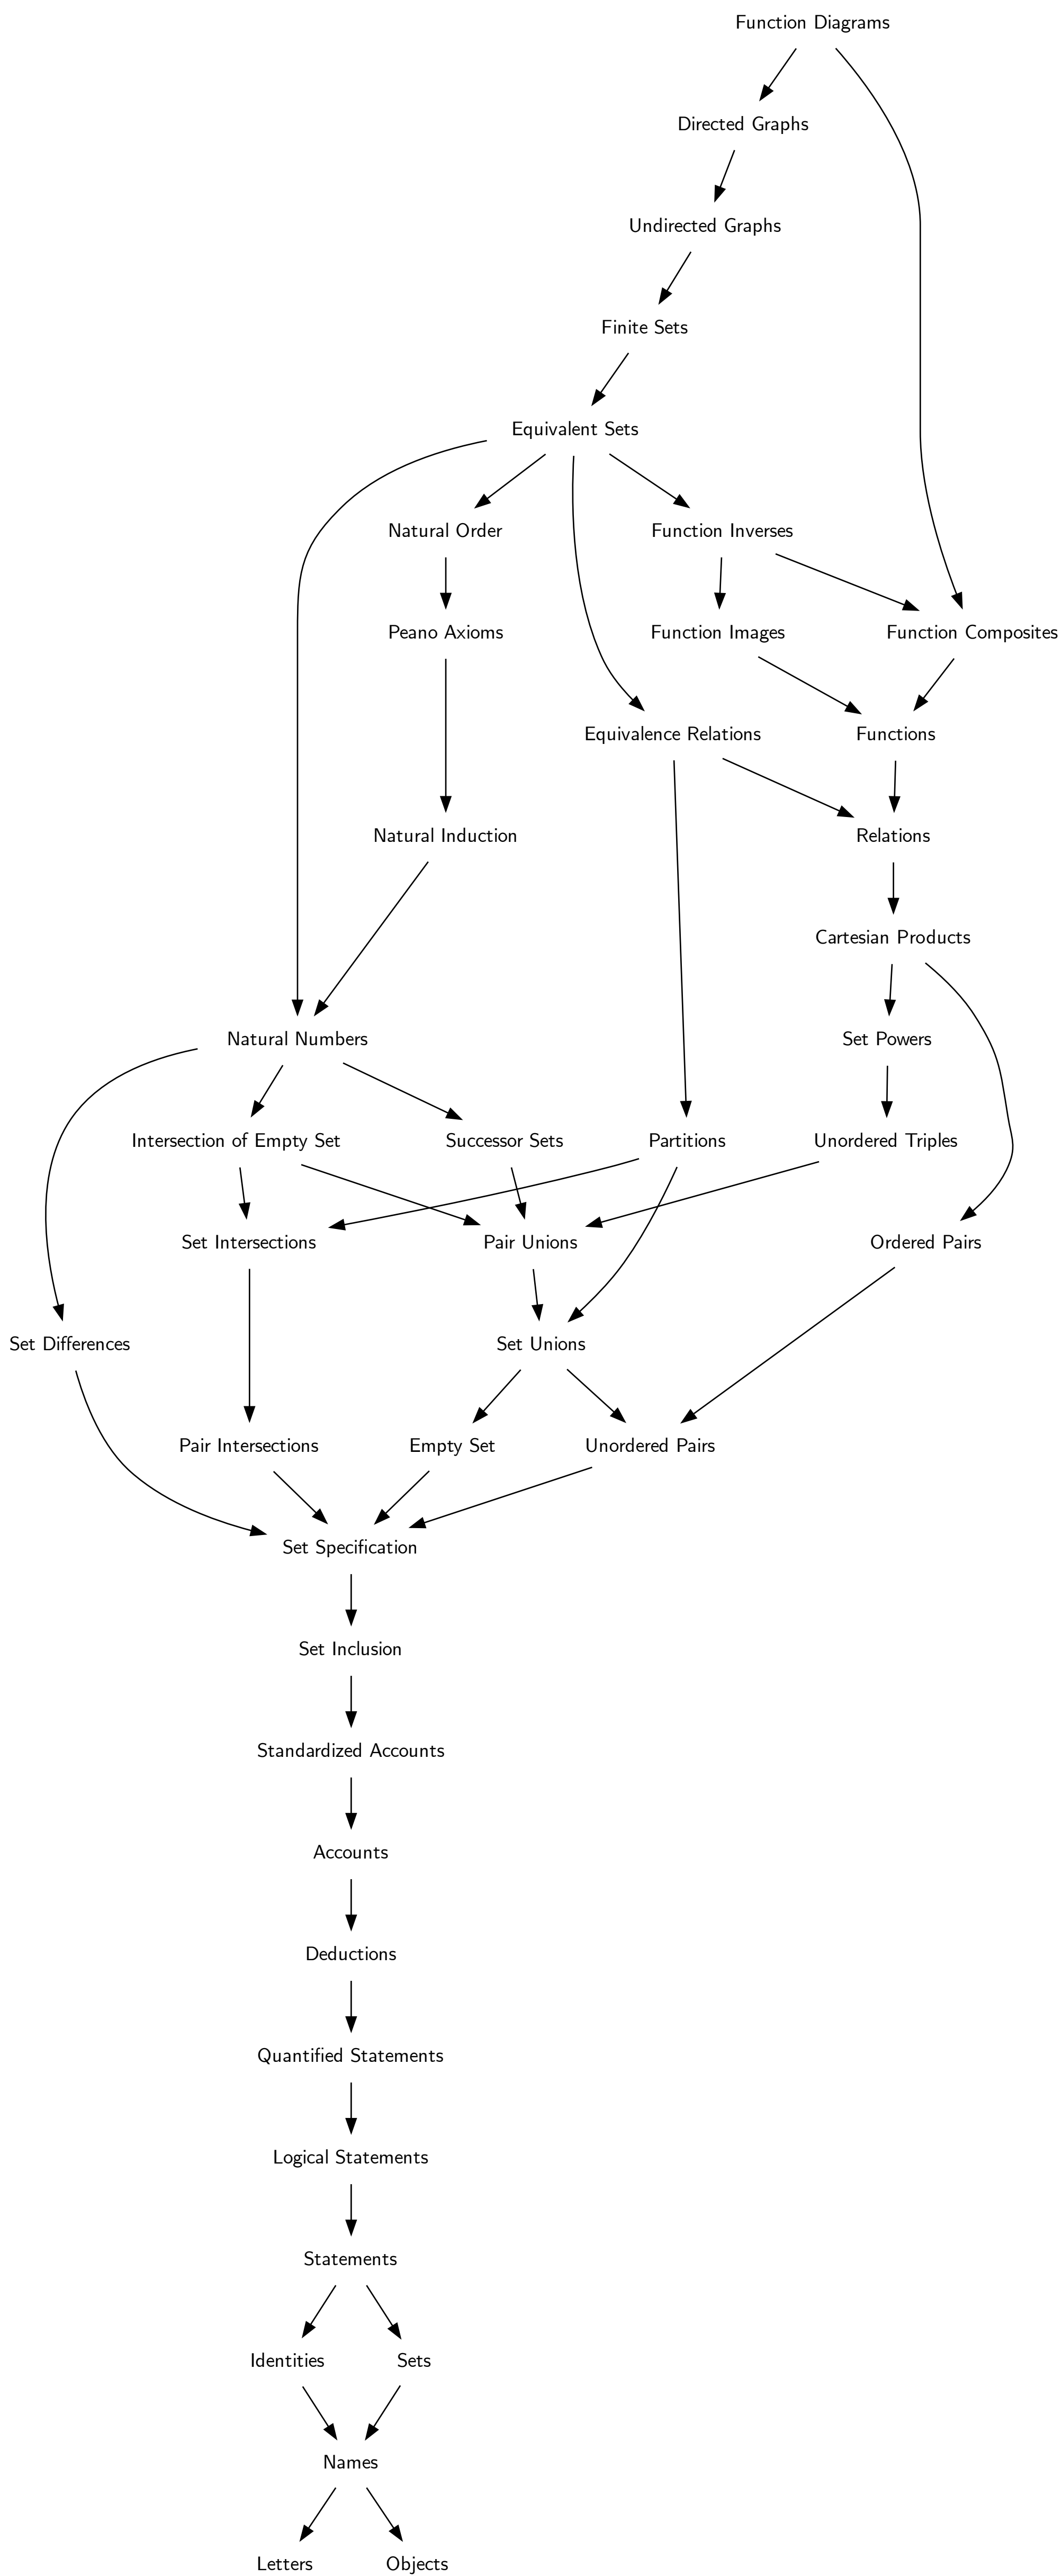 Function Diagrams
Directed Graphs
Undirected Graphs
Finite Sets
Equivalent Sets
Natural Order
Function Inverses
Peano Axioms
Function Images
Function Composites
Equivalence Relations
Functions
Natural Induction
Relations
Cartesian Products
Natural Numbers
Set Powers
Intersection of Empty Set
Successor Sets
Partitions
Unordered Triples
Set Intersections
Pair Unions
Ordered Pairs
Set Differences
Set Unions
Pair Intersections
Empty Set
Unordered Pairs
Set Specification
Set Inclusion
Standardized Accounts
Accounts
Deductions
Quantified Statements
Logical Statements
Statements
Identities
Sets
Names
Letters
Objects